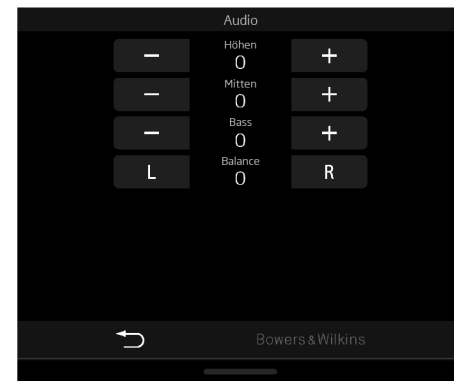 Audio
Höhen
— 0 +
Mitten
— 0 +
Bass
— 0 +
Balance
L 0 R
Bowers & Wilkins